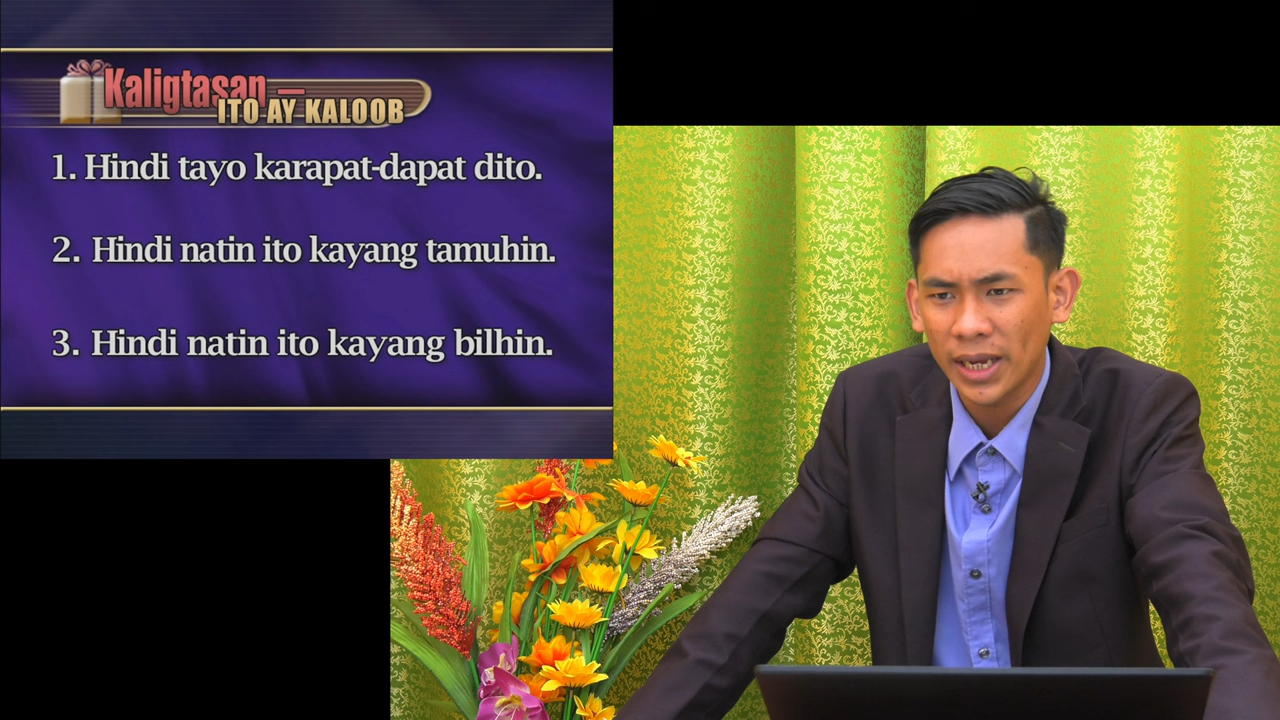 Kaligtasan —
ITO AY KALOOB
1. Hindi tayo karapat-dapat dito.
2. Hindi natin ito kayang tamuhin.
3. Hindi natin ito kayang bilhin.